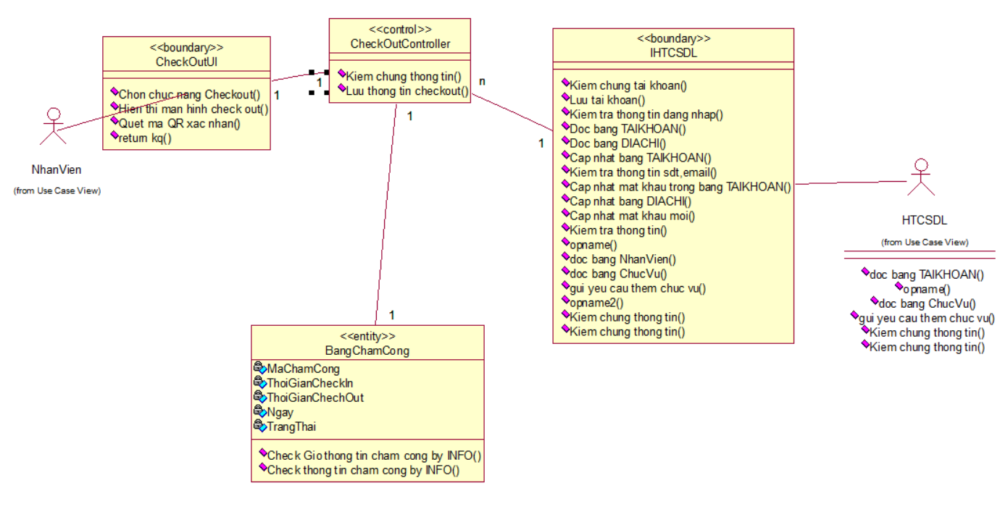 <<boundary>>
CheckOutUI
Chon chuc nang Checkout()
Hien thi man hinh check out()
Quet ma QR xac nhan()
return kq()
NhanVien
(from Use Case View)
1
1
<<control>>
CheckOutController
Kiem chung thong tin()
Luu thong tin checkout()
n
1
1
1
<<boundary>>
IHTCSDL
Kiem chung tai khoan()
Luu tai khoan()
Kiem tra thong tin dang nhap()
Doc bang TAIKHOAN()
Doc bang DIACHI()
Cap nhat bang TAIKHOAN()
Kiem tra thong tin sdt,email()
Cap nhat mat khau trong bang TAIKHOAN()
Cap nhat bang DIACHI()
Cap nhat mat khau moi()
Kiem tra thong tin()
opname()
doc bang NhanVien()
doc bang ChucVu()
gui yeu cau them chuc vu()
opname2()
Kiem chung thong tin()
Kiem chung thong tin()
HTCSDL
(from Use Case View)
doc bang TAIKHOAN()
opname()
doc bang ChucVu()
gui yeu cau them chuc vu()
Kiem chung thong tin()
Kiem chung thong tin()
<<entity>>
BangChamCong
MaChamCong
ThoiGianCheckIn
ThoiGianChechOut
Ngay
TrangThai
Check Gio thong tin cham cong by INFO()
Check thong tin cham cong by INFO()